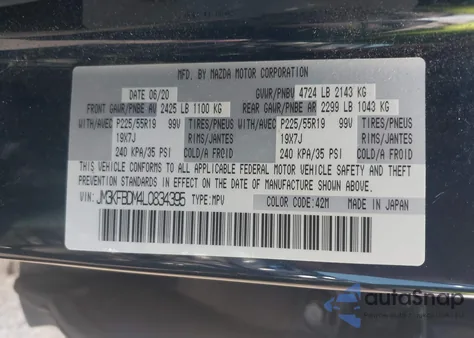 MFD. BY MAZDA MOTOR CORPORATION
DATE 06/20 GVWR/PNBV 4724 LB 2143 KG
FRONT GAWR/PNBE AV 2425 LB 1100 KG REAR GAWR/PNBE AR 2299 LB 1043 KG
WITH/AVEC P225/55R19 99V TIRES/PNEUS WITH/AVEC P225/55R19 99V TIRES/PNEUS
19X7J RIMS/JANTES 19X7J RIMS/JANTES
240 KPA/35 PSI COLD/A FROID 240 KPA/35 PSI COLD/A FROID
THIS VEHICLE CONFORMS TO ALL APPLICABLE FEDERAL MOTOR VEHICLE SAFETY AND THEFT
PREVENTION STANDARDS IN EFFECT ON THE DATE OF MANUFACTURE SHOWN ABOVE.
VIN: JM3KFBDM4L0834395 TYPE:MPV COLOR CODE:42M MADE IN JAPAN
autoSnap